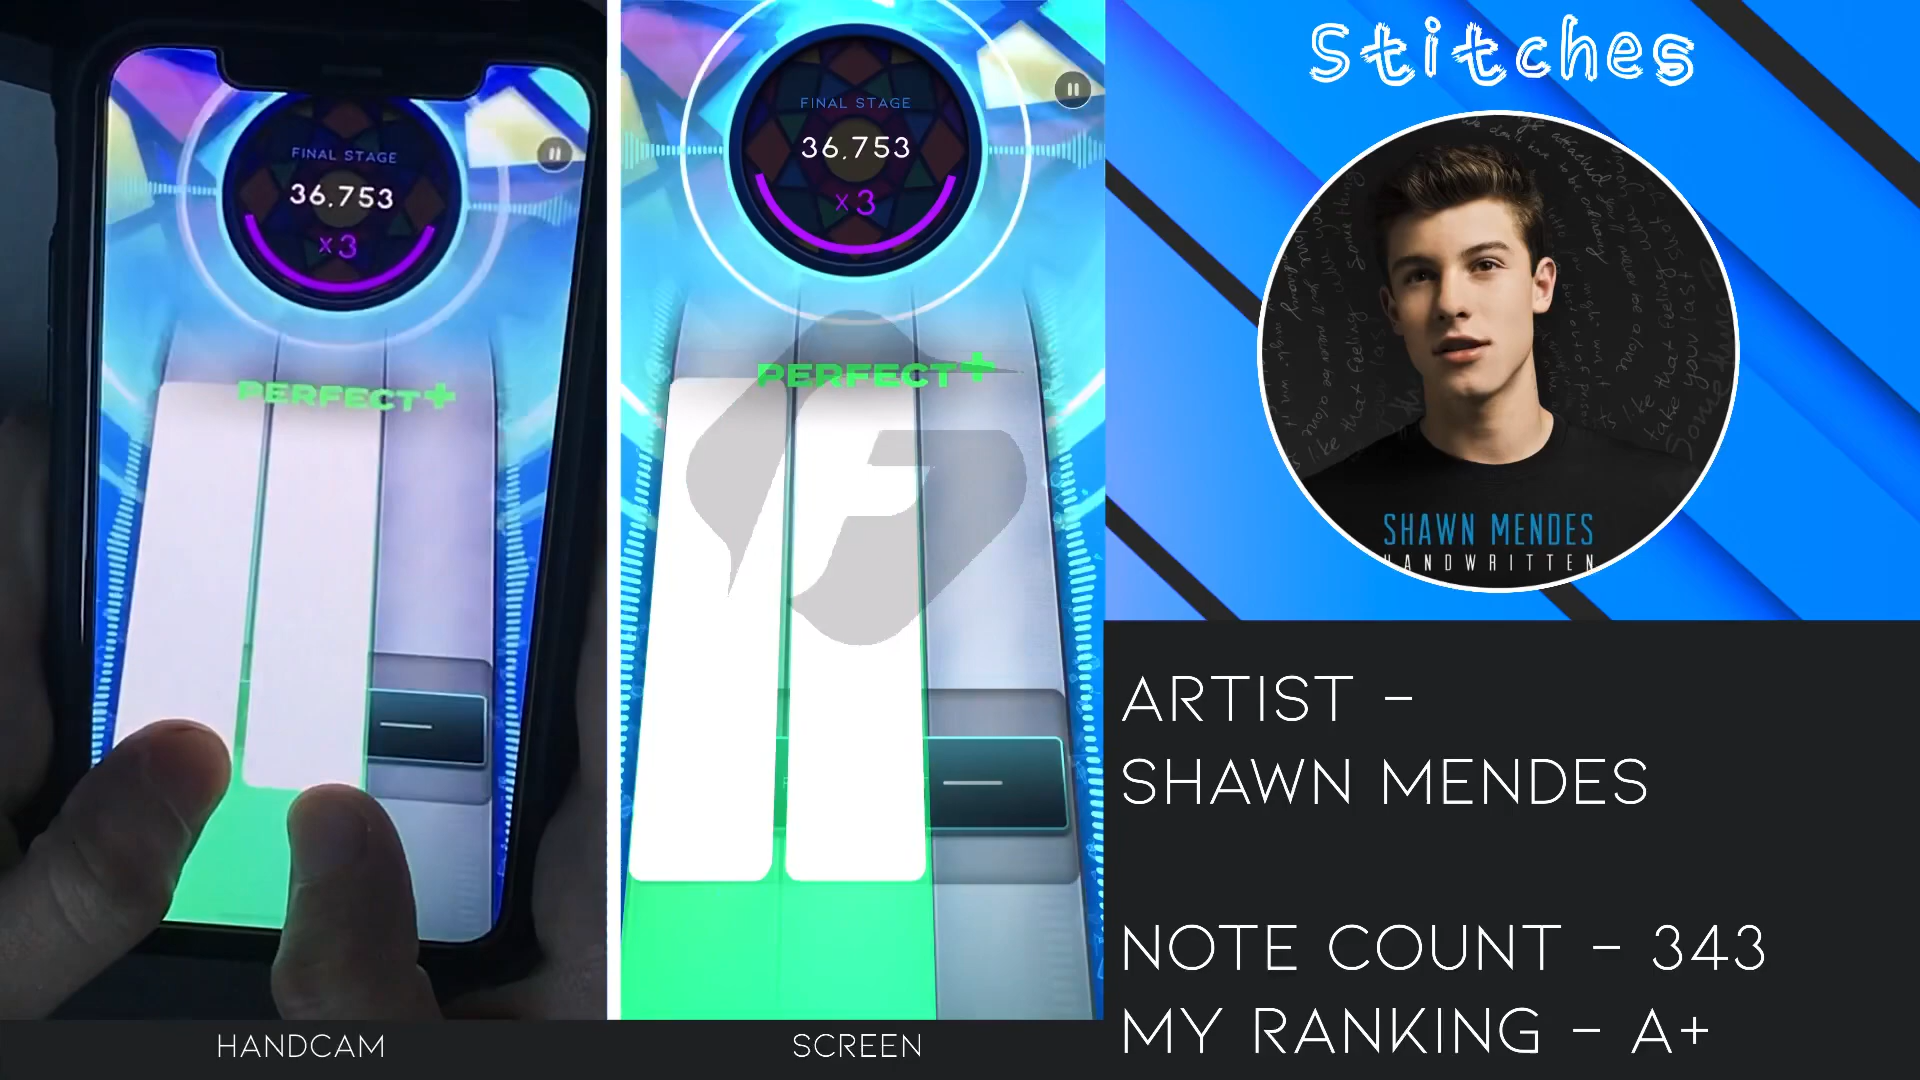 FINAL STAGE
36,753
x3
PERFECT+
HANDCAM
FINAL STAGE
36,753
x3
PERFECT+
SCREEN
Stitches
SHAWN MENDES
HANDWRITTEN
ARTIST -
SHAWN MENDES
NOTE COUNT - 343
MY RANKING - A+